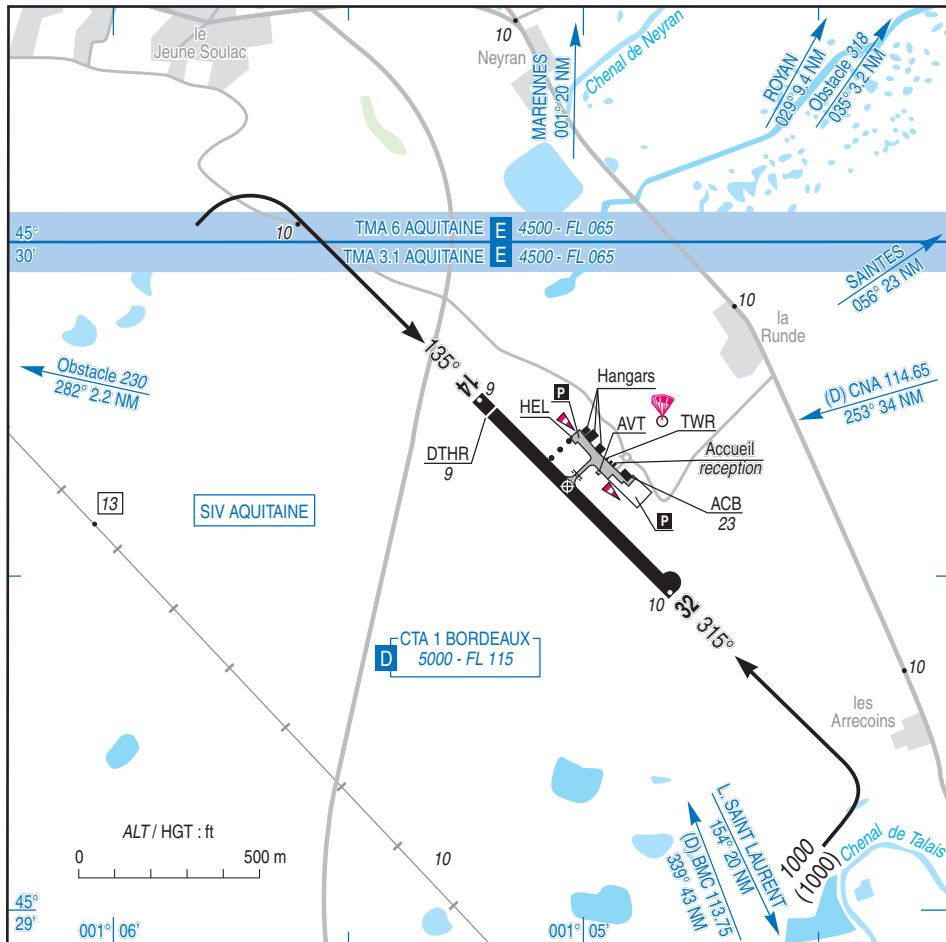 le
Jeune Soulac
10
Neyran
MARENNES
001° 20 NM
Chenal de Neyran
ROYAN
029° 9.4 NM
Obstacle 318
035° 3.2 NM
45°
30'
10
TMA 6 AQUITAINE E 4500 - FL 065
TMA 3.1 AQUITAINE E 4500 - FL 065
SAINTES
056° 23 NM
10
la
Runde
Obstacle 230
282° 2.2 NM
(D) CNA 114.65
253° 34 NM
135°
14
9
DTHR
9
HEL
P
Hangars
AVT
TWR
Accueil
reception
ACB
23
P
13
SIV AQUITAINE
10
32
315°
CTA 1 BORDEAUX
D 5000 - FL 115
10
les
Arrecoins
ALT / HGT : ft
0 500 m
10
L. SAINT LAURENT
154° 20 NM
(D) BMC 113.75
339° 43 NM
1000
(1000)
Chenal de Talais
45°
29'
001° 06'
001° 05'